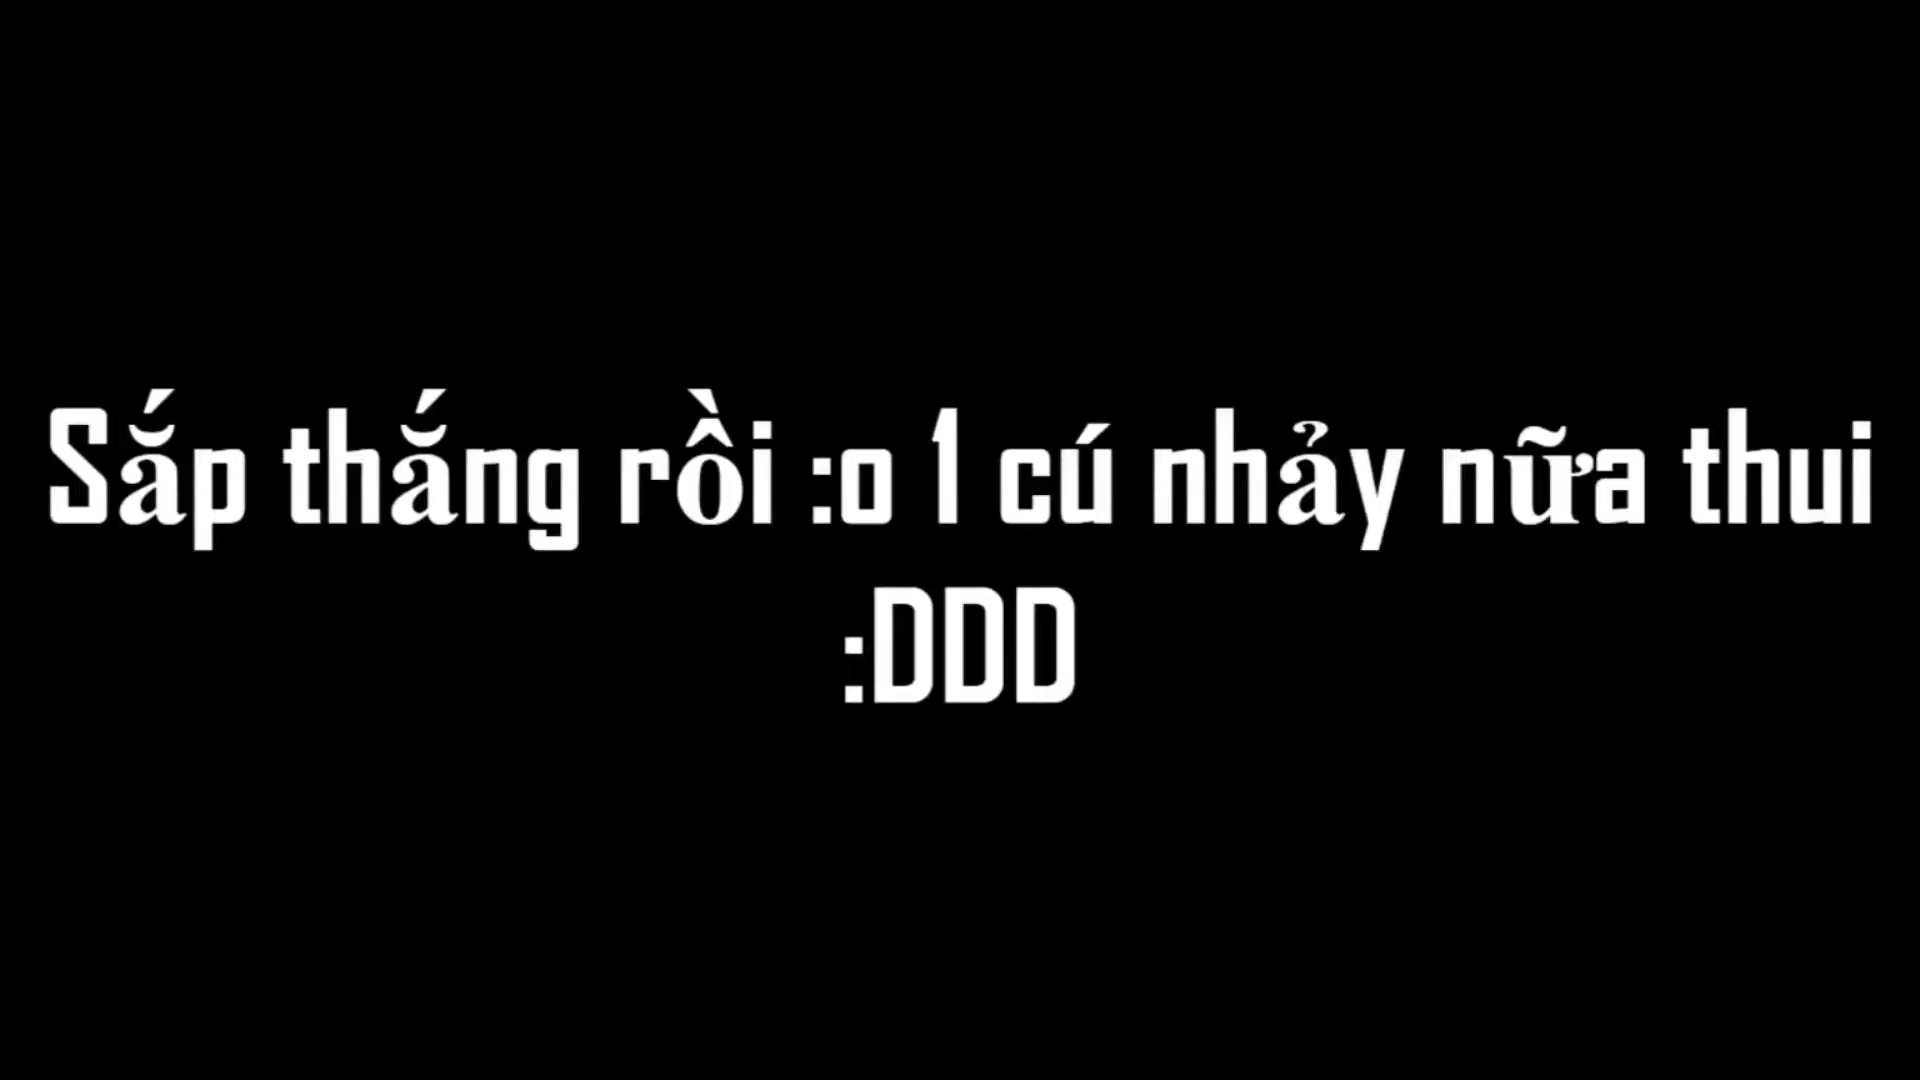 Sắp thắng rồi :o 1 cú nhảy nữa thui
:DDD